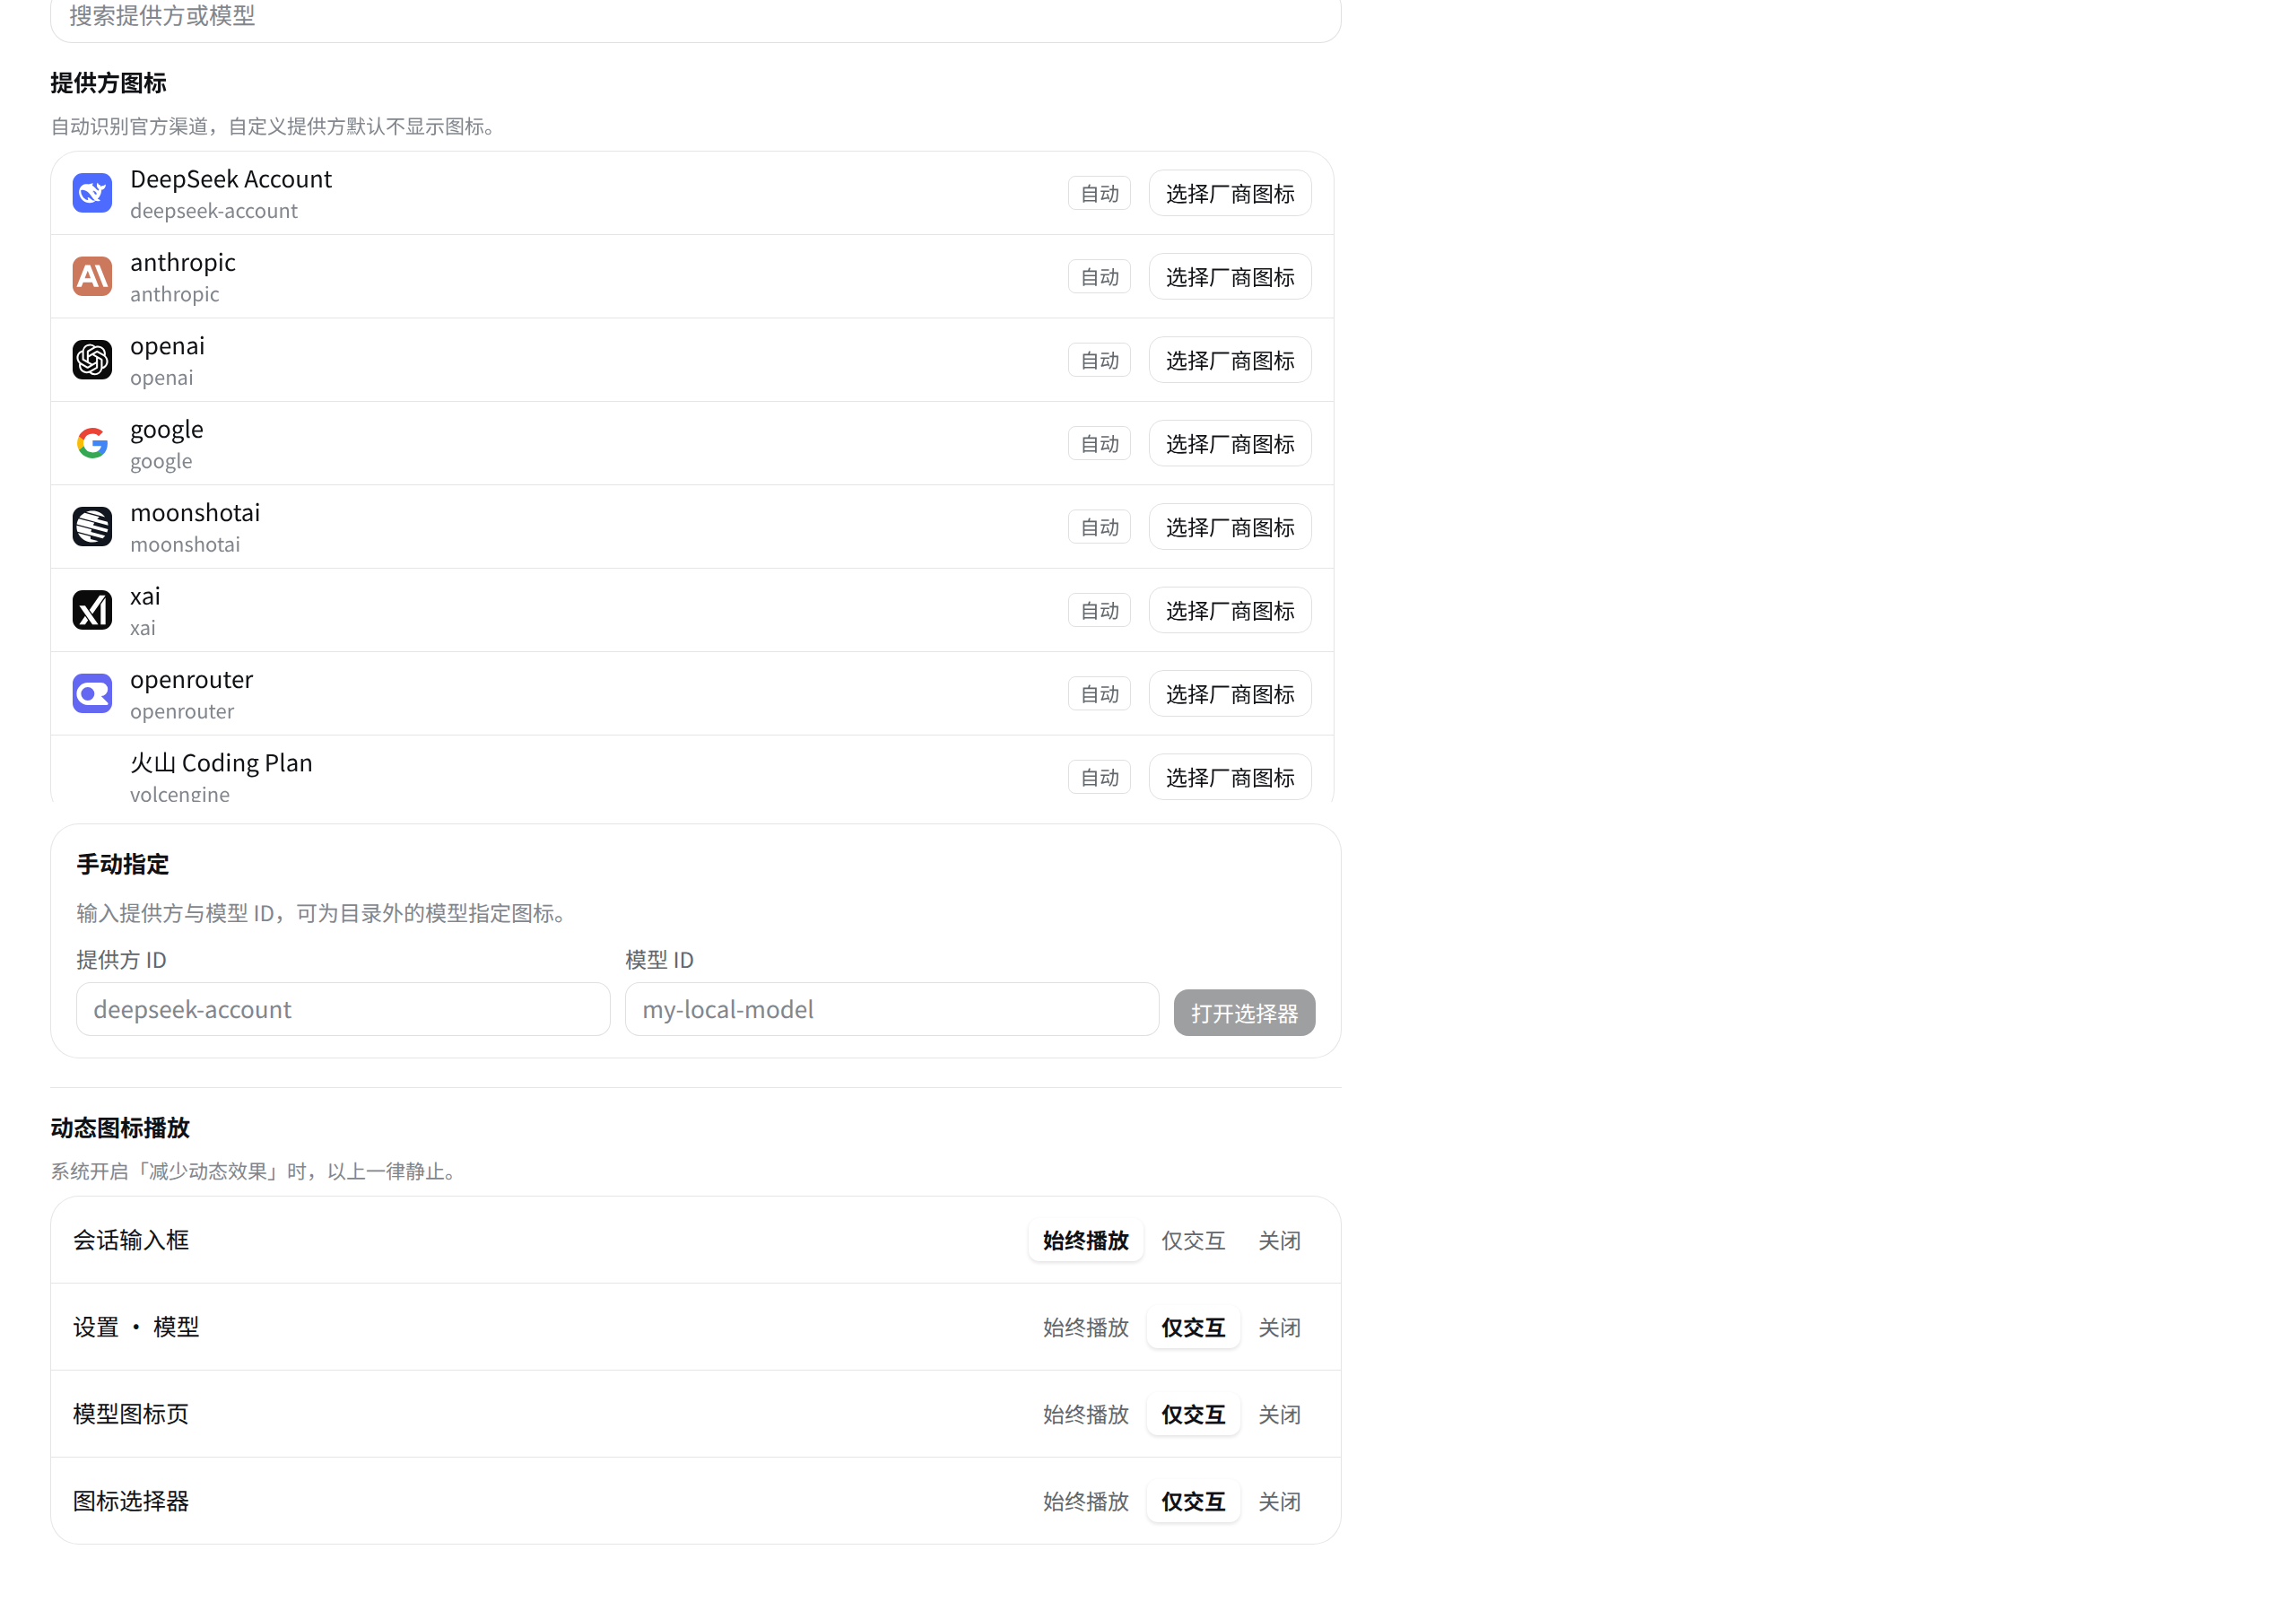 搜索提供方或模型
提供方图标
自动识别官方渠道，自定义提供方默认不显示图标。
DeepSeek Account
deepseek-account
自动
选择厂商图标
anthropic
anthropic
自动
选择厂商图标
openai
openai
自动
选择厂商图标
google
google
自动
选择厂商图标
moonshotai
moonshotai
自动
选择厂商图标
xai
xai
自动
选择厂商图标
openrouter
openrouter
自动
选择厂商图标
火山 Coding Plan
volcengine
自动
选择厂商图标
手动指定
输入提供方与模型 ID，可为目录外的模型指定图标。
提供方 ID
模型 ID
deepseek-account
my-local-model
打开选择器
动态图标播放
系统开启「减少动态效果」时，以上一律静止。
会话输入框
始终播放 仅交互 关闭
设置 · 模型
始终播放 仅交互 关闭
模型图标页
始终播放 仅交互 关闭
图标选择器
始终播放 仅交互 关闭